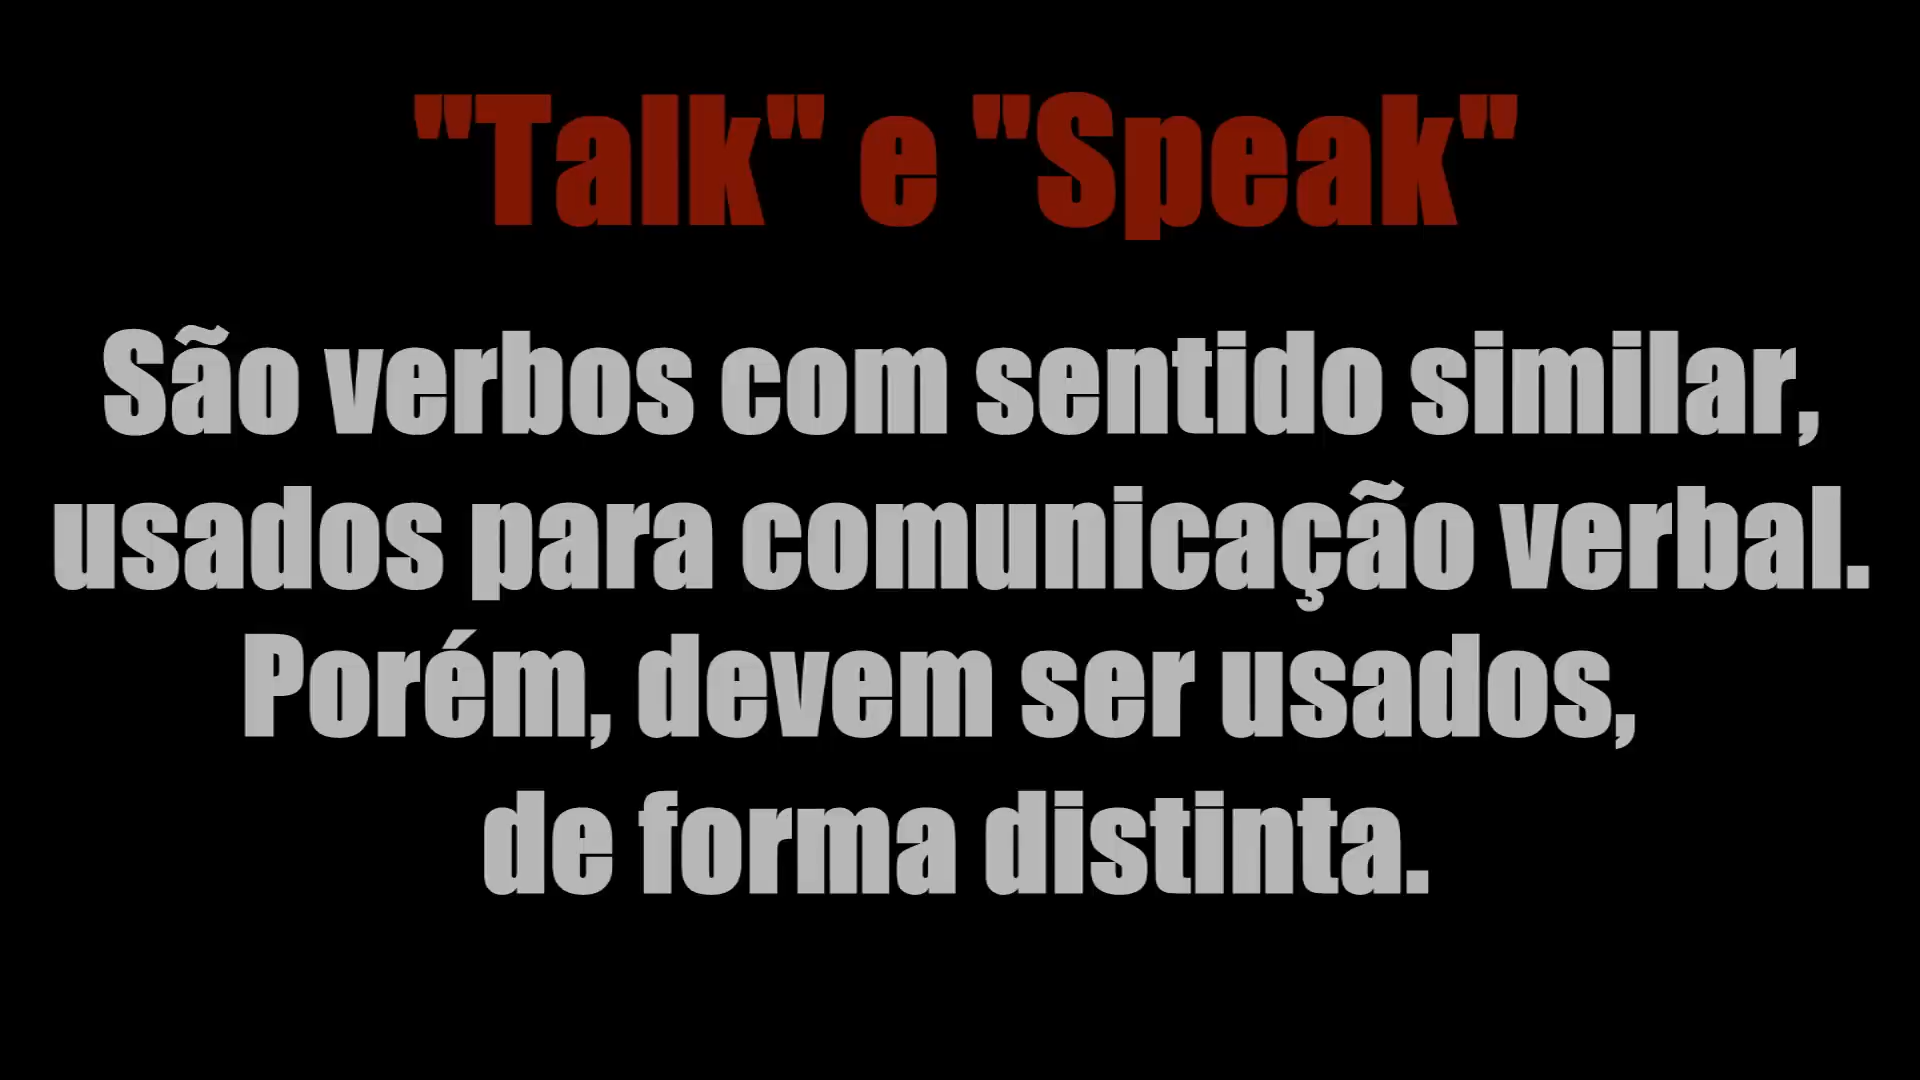 "Talk" e "Speak"
São verbos com sentido similar,
usados para comunicação verbal.
Porém, devem ser usados,
de forma distinta.